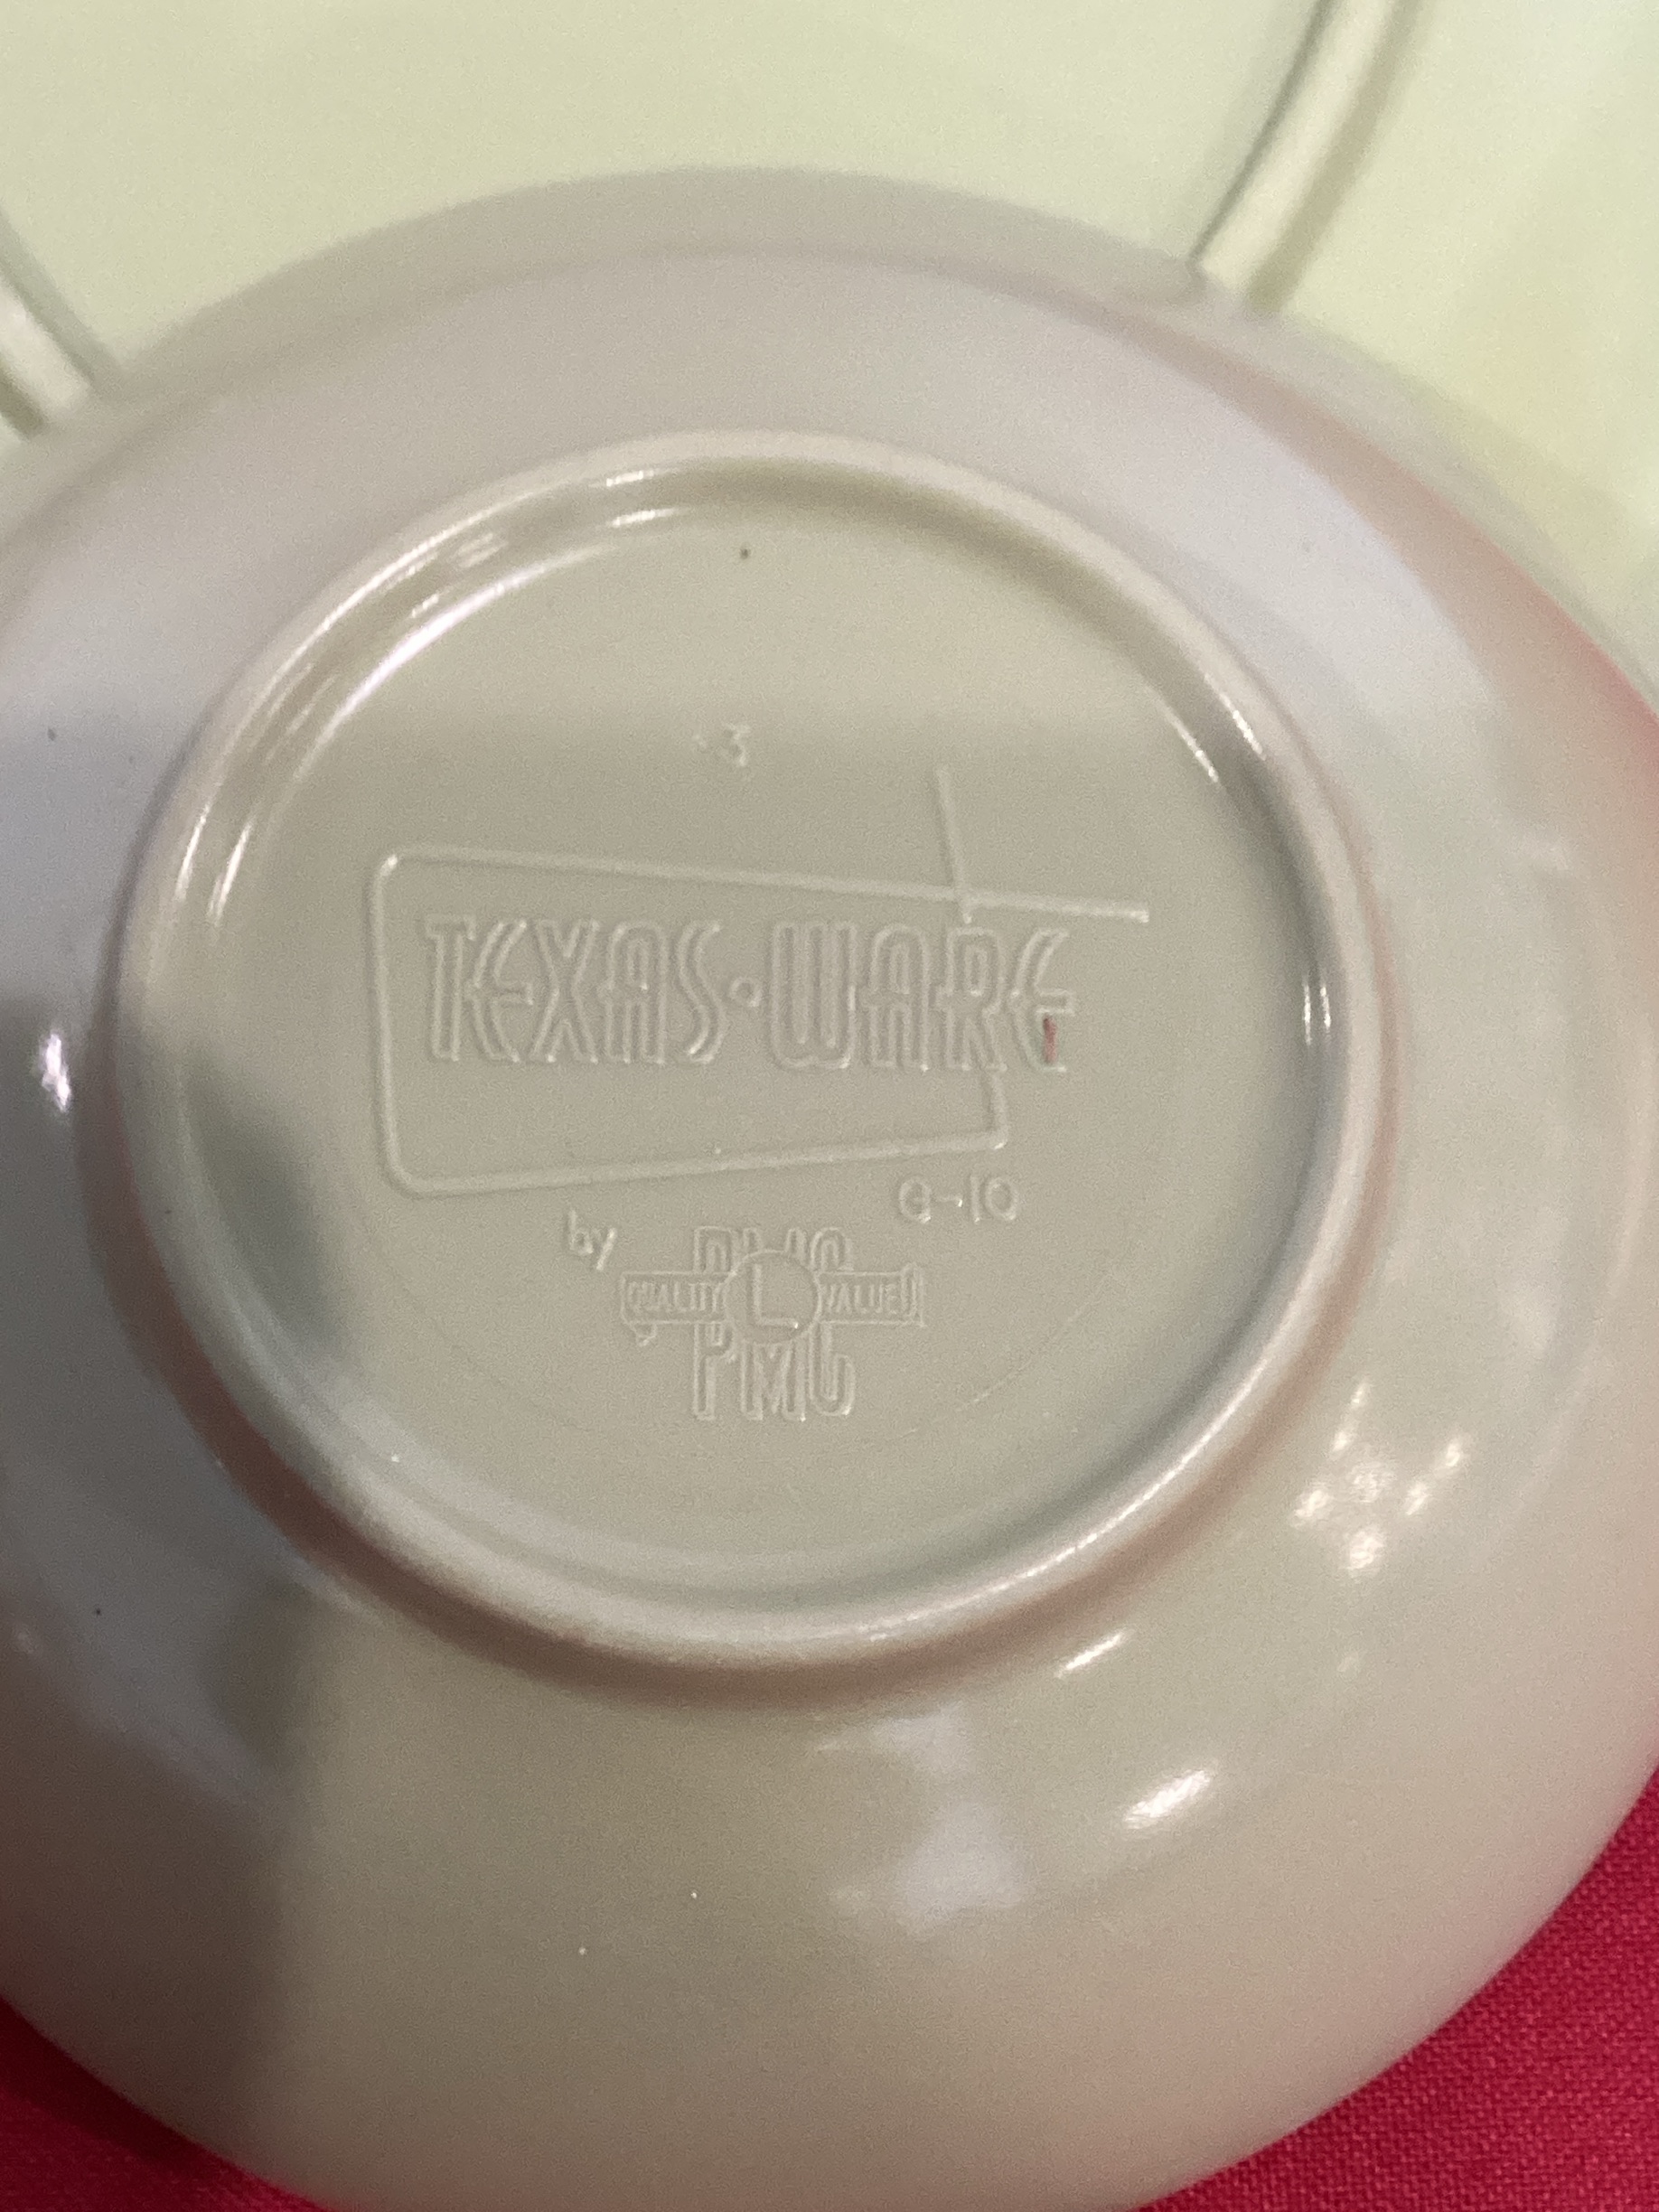 3
TEXAS·WARE
G-10
by
PMC
QUALITY L VALUE
PMC